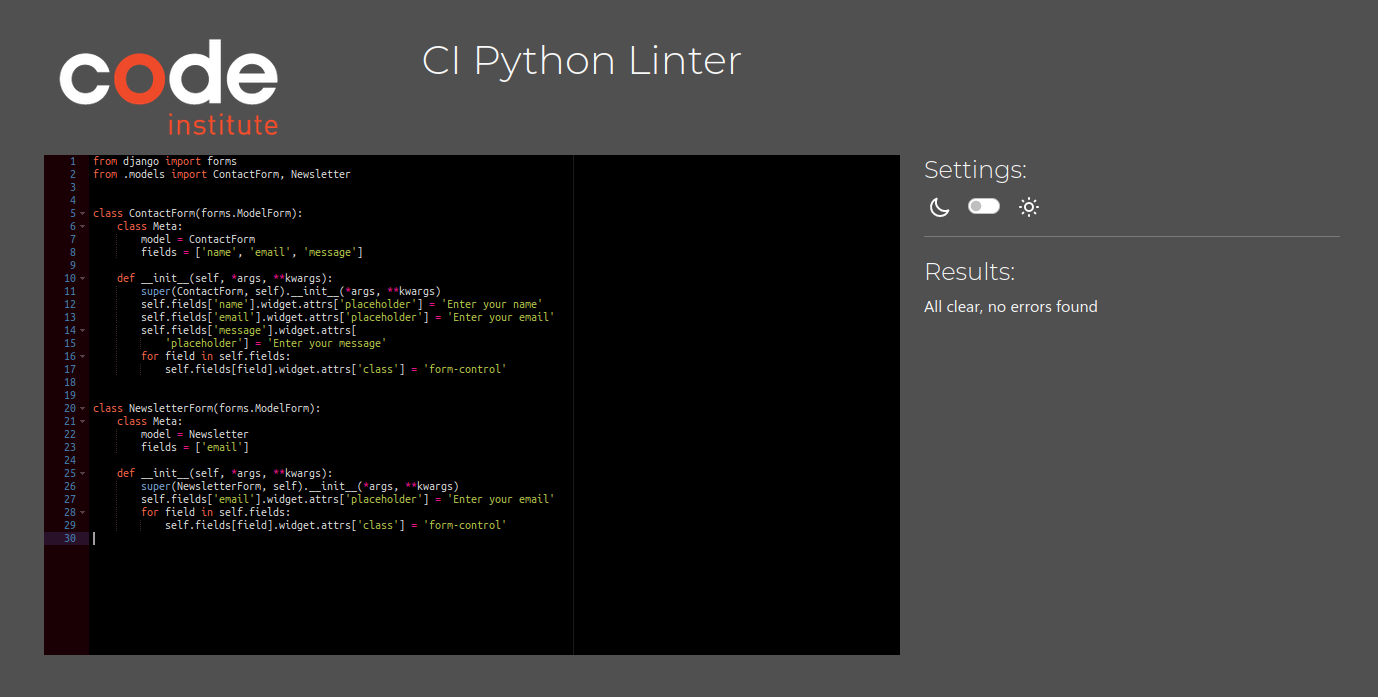 code
institute
CI Python Linter
1 from django import forms
2 from .models import ContactForm, Newsletter
3
4
5 class ContactForm(forms.ModelForm):
6     class Meta:
7         model = ContactForm
8         fields = ['name', 'email', 'message']
9
10     def __init__(self, *args, **kwargs):
11         super(ContactForm, self).__init__(*args, **kwargs)
12         self.fields['name'].widget.attrs['placeholder'] = 'Enter your name'
13         self.fields['email'].widget.attrs['placeholder'] = 'Enter your email'
14         self.fields['message'].widget.attrs[
15             'placeholder'] = 'Enter your message'
16         for field in self.fields:
17             self.fields[field].widget.attrs['class'] = 'form-control'
18
19
20 class NewsletterForm(forms.ModelForm):
21     class Meta:
22         model = Newsletter
23         fields = ['email']
24
25     def __init__(self, *args, **kwargs):
26         super(NewsletterForm, self).__init__(*args, **kwargs)
27         self.fields['email'].widget.attrs['placeholder'] = 'Enter your email'
28         for field in self.fields:
29             self.fields[field].widget.attrs['class'] = 'form-control'
30
Settings:
Results:
All clear, no errors found